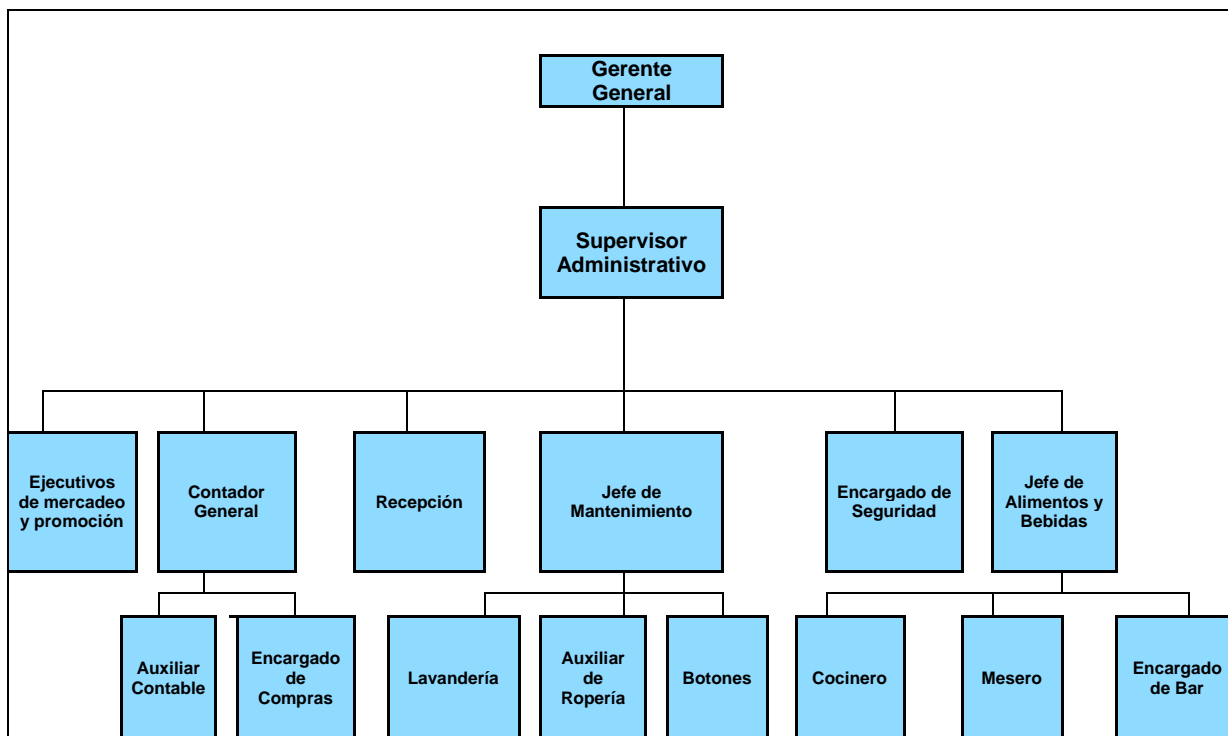 Gerente
General
Supervisor
Administrativo
Ejecutivos
de mercadeo
y promoción
Contador
General
Recepción
Jefe de
Mantenimiento
Encargado de
Seguridad
Jefe de
Alimentos y
Bebidas
Auxiliar
Contable
Encargado
de
Compras
Lavandería
Auxiliar
de
Ropería
Botones
Cocinero
Mesero
Encargado
de Bar